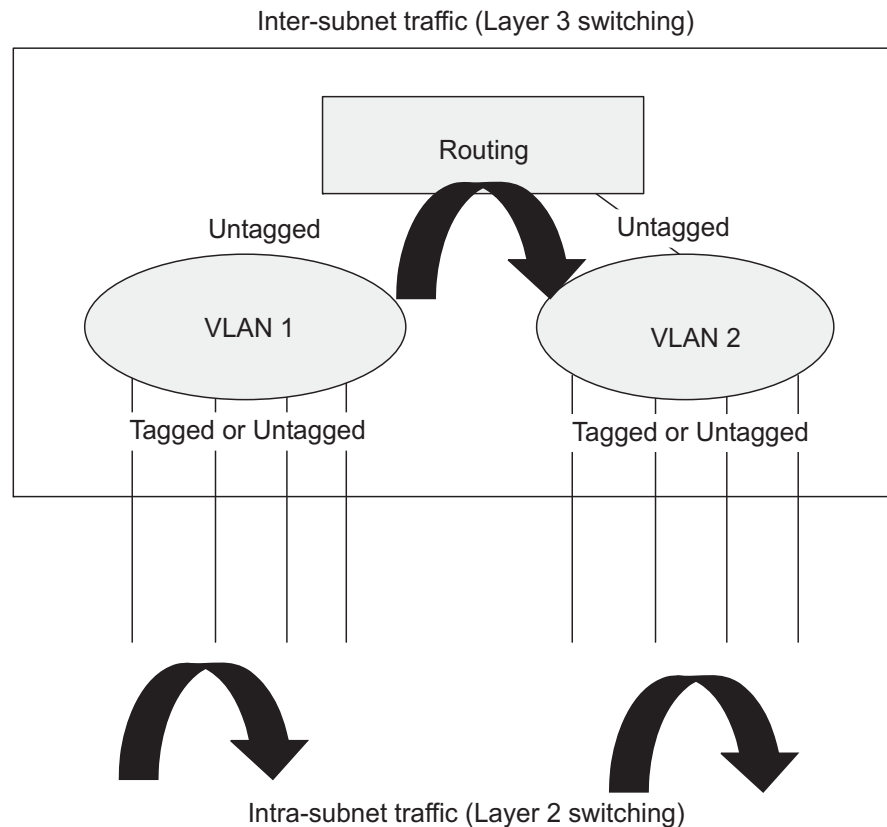 Inter-subnet traffic (Layer 3 switching)
Routing
Untagged
Untagged
VLAN 1
VLAN 2
Tagged or Untagged
Tagged or Untagged
Intra-subnet traffic (Layer 2 switching)